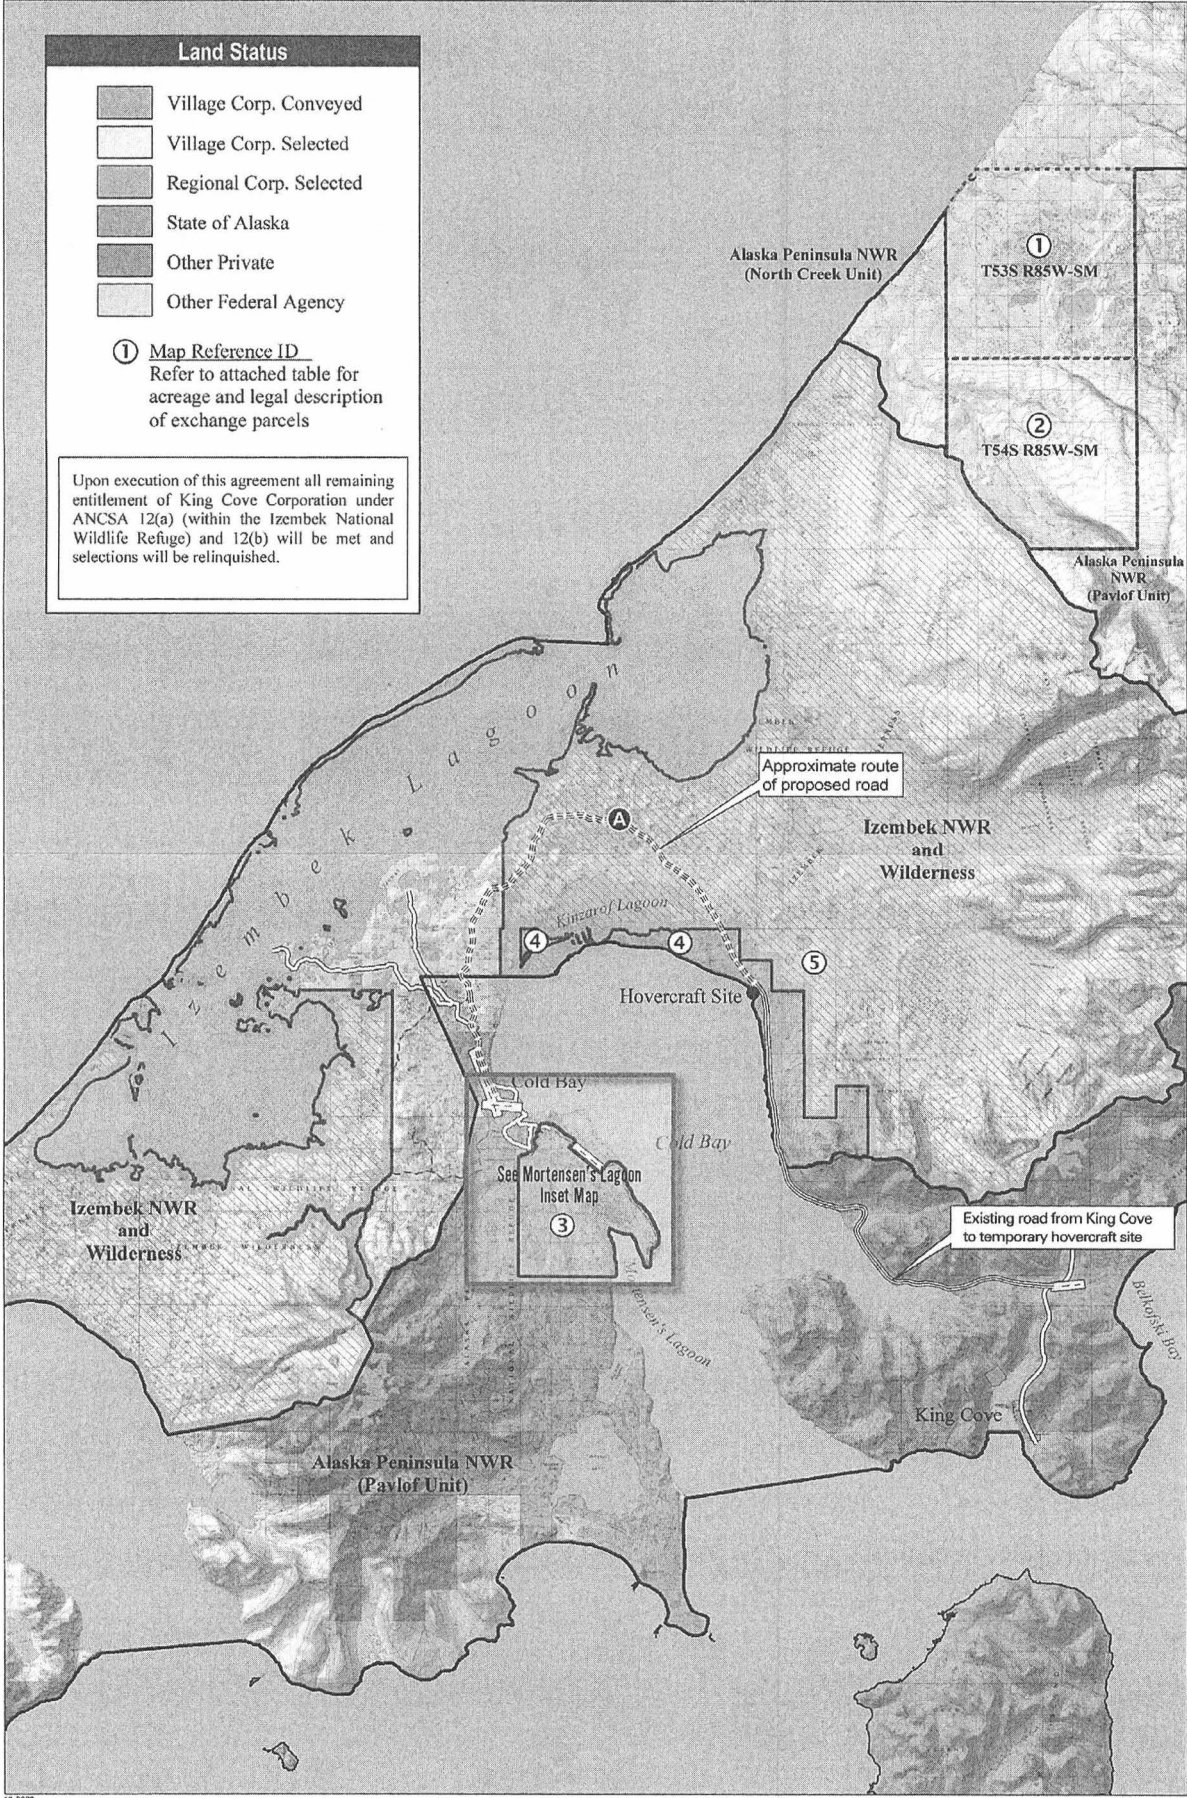 Land Status
Village Corp. Conveyed
Village Corp. Selected
Regional Corp. Selected
State of Alaska
Other Private
Other Federal Agency
1 Map Reference ID
Refer to attached table for
acreage and legal description
of exchange parcels
Upon execution of this agreement all remaining
entitlement of King Cove Corporation under
ANCSA 12(a) (within the Izembek National
Wildlife Refuge) and 12(b) will be met and
selections will be relinquished.
Alaska Peninsula NWR
(North Creek Unit)
1
T53S R85W-SM
2
T54S R85W-SM
Alaska Peninsula
NWR
(Pavlof Unit)
Izembek Lagoon
WILDLIFE REFUGE
Approximate route
of proposed road
A
Izembek NWR
and
Wilderness
IZEMBEK
Kinzarof Lagoon
4
4
5
Hovercraft Site
Cold Bay
Cold Bay
See Mortensen's Lagoon
Inset Map
3
Mortensen's Lagoon
Izembek NWR
and
Wilderness
Existing road from King Cove
to temporary hovercraft site
Belkofski Bay
King Cove
Alaska Peninsula NWR
(Pavlof Unit)